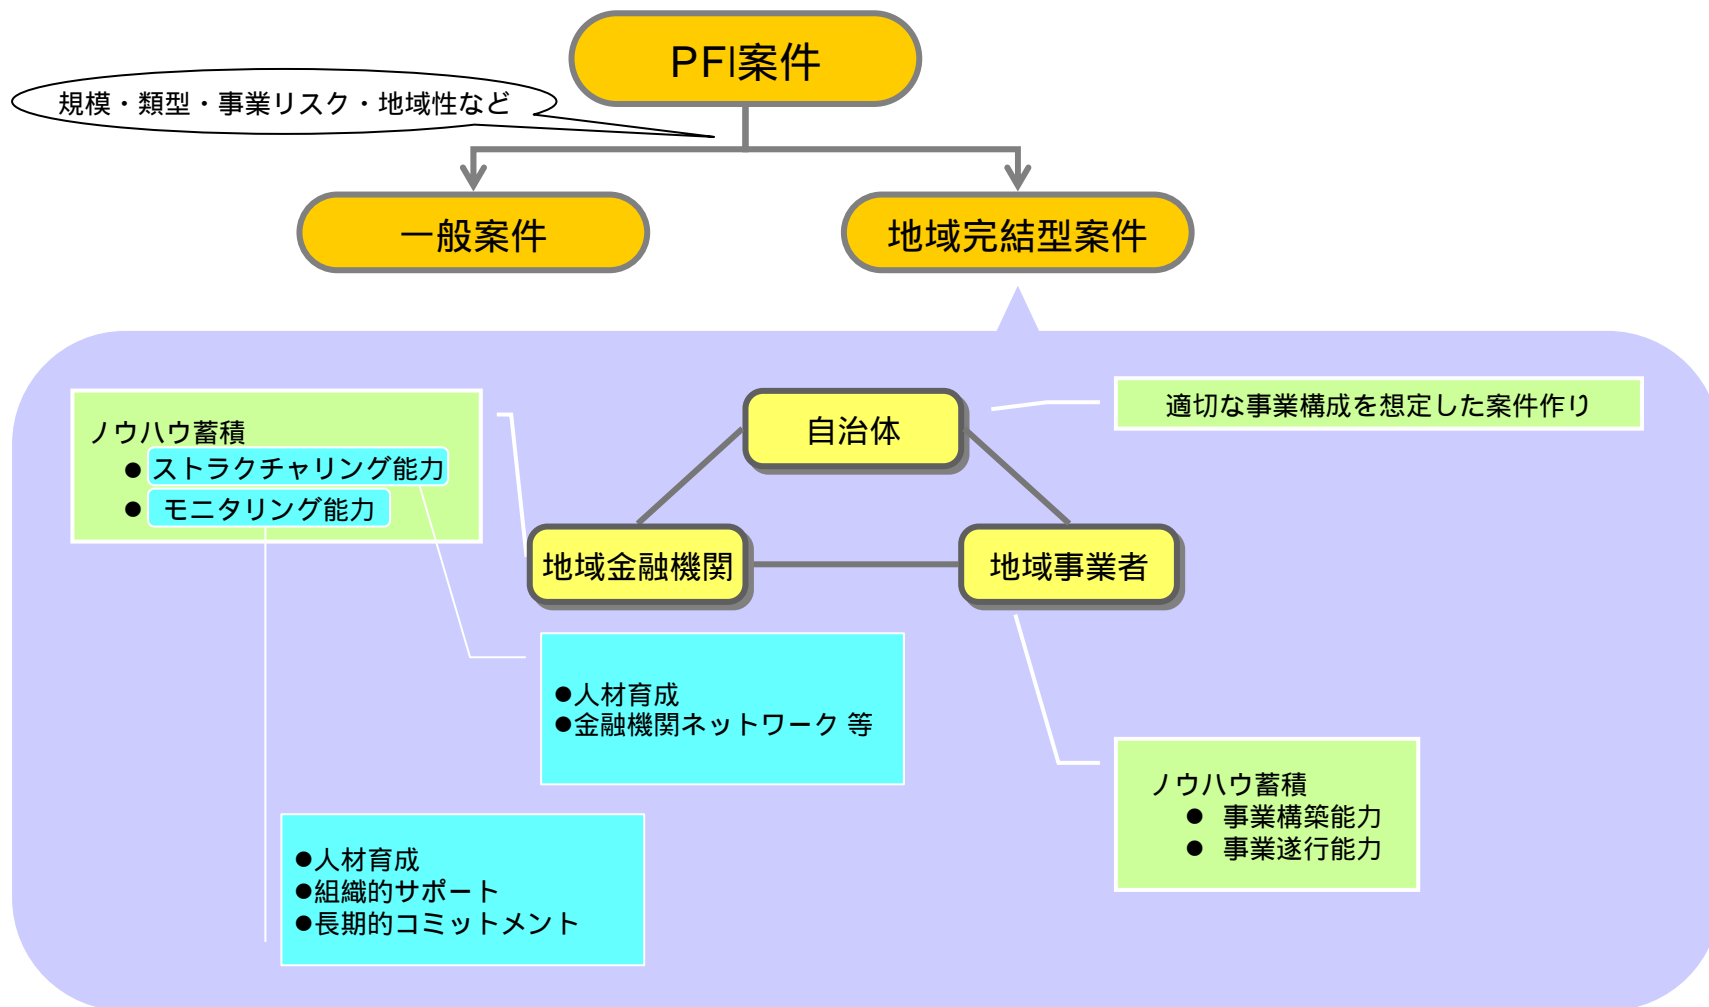 PFI案件
規模・類型・事業リスク・地域性など
一般案件
地域完結型案件
自治体
適切な事業構成を想定した案件作り
ノウハウ蓄積
●ストラクチャリング能力
●モニタリング能力
地域金融機関
地域事業者
●人材育成
●金融機関ネットワーク 等
ノウハウ蓄積
● 事業構築能力
● 事業遂行能力
●人材育成
●組織的サポート
●長期的コミットメント